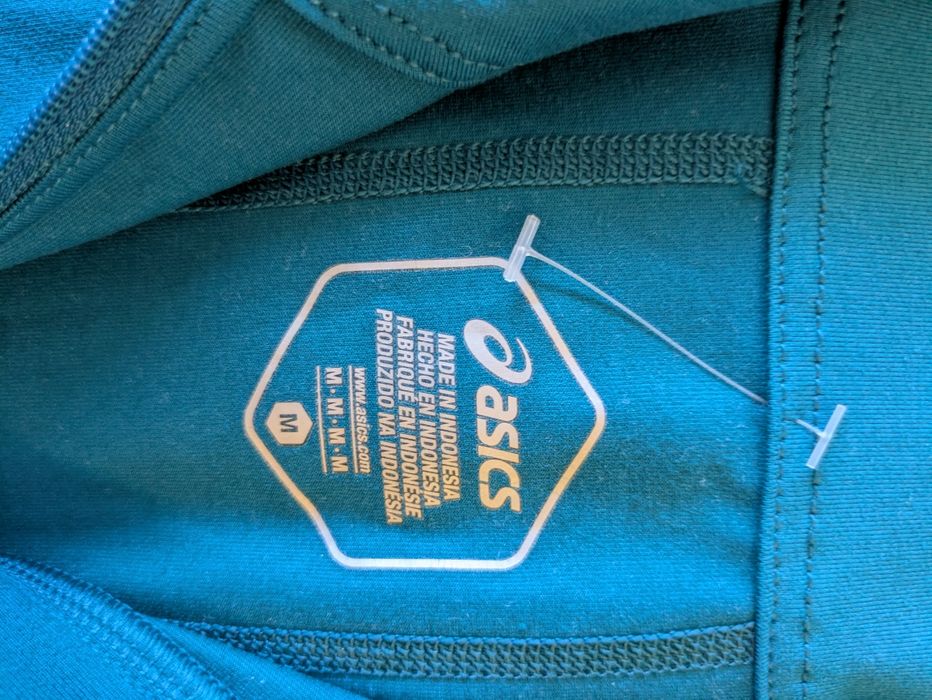 asics
MADE IN INDONESIA
HECHO EN INDONESIA
FABRIQUÉ EN INDONÉSIE
PRODUZIDO NA INDONÉSIA
www.asics.com
M·M·M·M
M